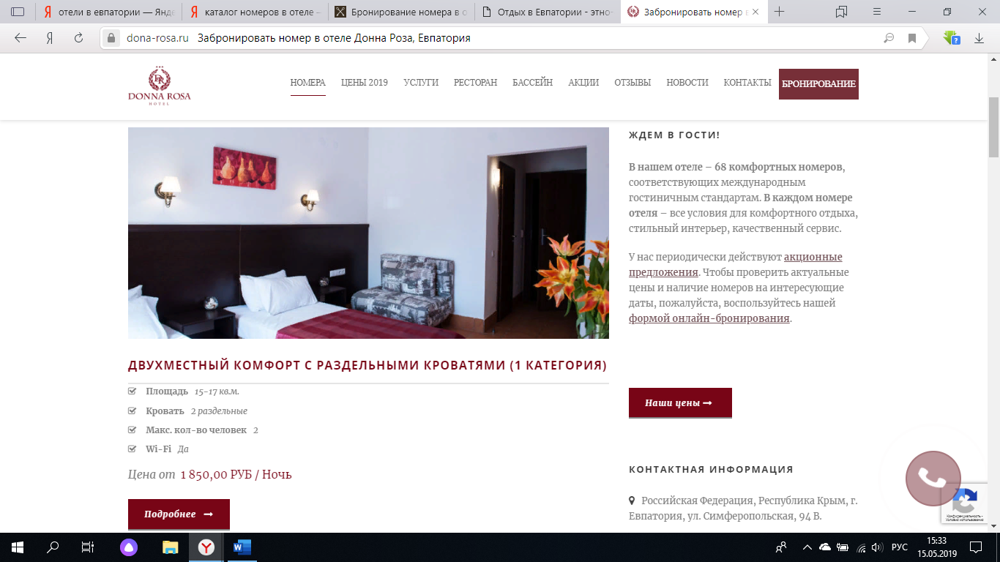 отели в евпатории — Янде
каталог номеров в отеле –
Бронирование номера в о
Отдых в Евпатории - этно-
Забронировать номер в
Я
dona-rosa.ru Забронировать номер в отеле Донна Роза, Евпатория
DR
DONNA ROSA
HOTEL
НОМЕРА ЦЕНЫ 2019 УСЛУГИ РЕСТОРАН БАССЕЙН АКЦИИ ОТЗЫВЫ НОВОСТИ КОНТАКТЫ БРОНИРОВАНИЕ
ДВУХМЕСТНЫЙ КОМФОРТ С РАЗДЕЛЬНЫМИ КРОВАТЯМИ (1 КАТЕГОРИЯ)
Площадь 15-17 кв.м.
Кровать 2 раздельные
Макс. кол-во человек 2
Wi-Fi Да
Цена от 1 850,00 РУБ / Ночь
Подробнее
ЖДЕМ В ГОСТИ!
В нашем отеле – 68 комфортных номеров,
соответствующих международным
гостиничным стандартам. В каждом номере
отеля – все условия для комфортного отдыха,
стильный интерьер, качественный сервис.
У нас периодически действуют акционные
предложения. Чтобы проверить актуальные
цены и наличие номеров на интересующие
даты, пожалуйста, воспользуйтесь нашей
формой онлайн-бронирования.
Наши цены
КОНТАКТНАЯ ИНФОРМАЦИЯ
Российская Федерация, Республика Крым, г.
Евпатория, ул. Симферопольская, 94 В.
Конфиденциальность -
Условия использования
РУС
15:33
15.05.2019